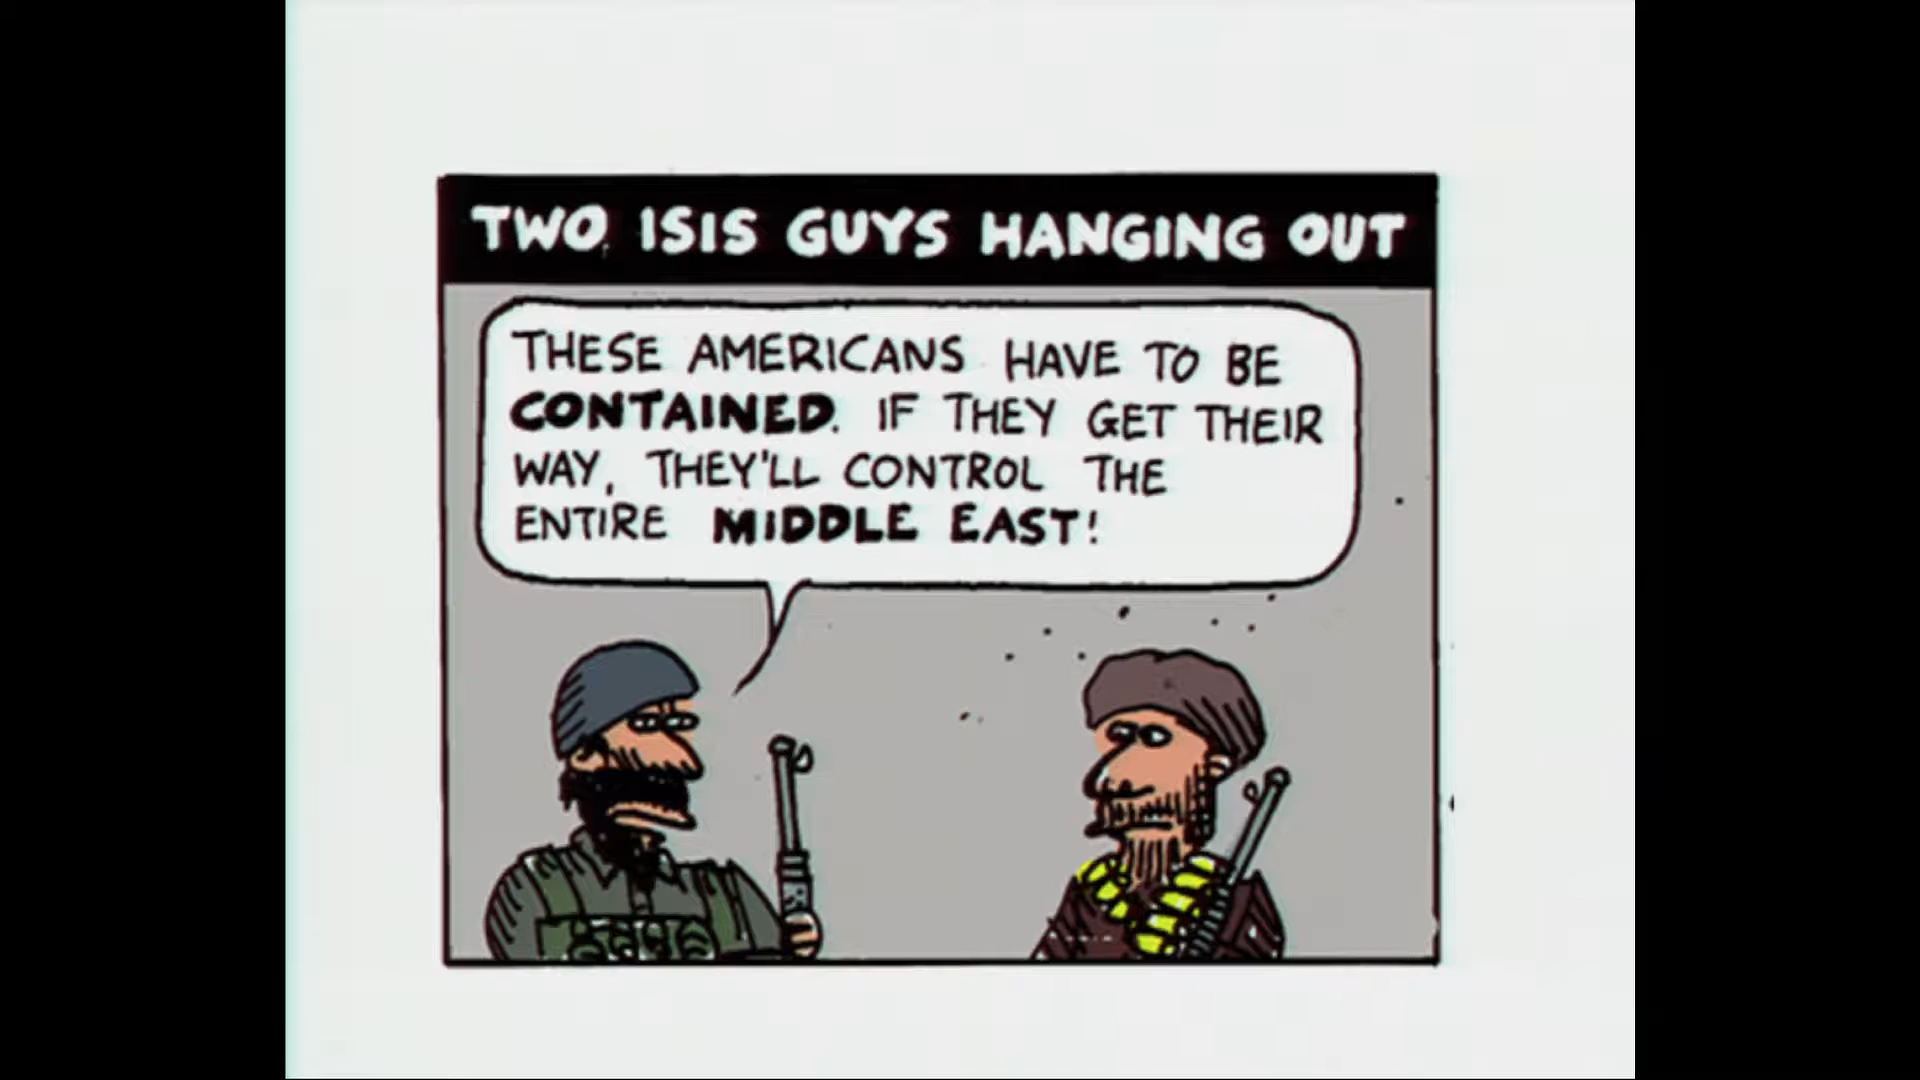 TWO ISIS GUYS HANGING OUT
THESE AMERICANS HAVE TO BE
CONTAINED. IF THEY GET THEIR
WAY, THEY'LL CONTROL THE
ENTIRE MIDDLE EAST!